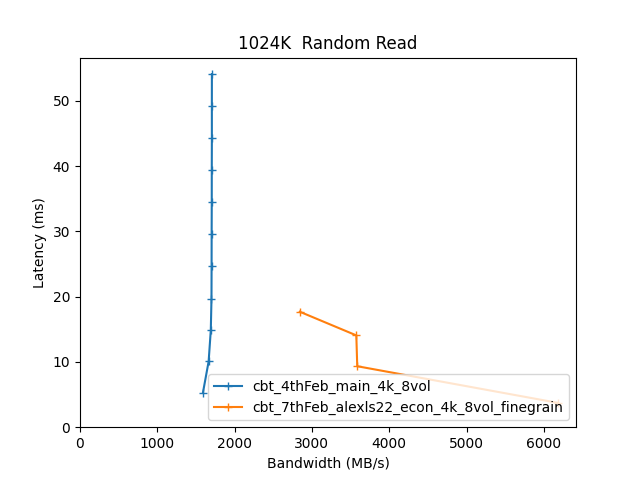 1024K  Random Read
Latency (ms)
50
40
30
20
10
0
0 1000 2000 3000 4000 5000 6000
Bandwidth (MB/s)
cbt_4thFeb_main_4k_8vol
cbt_7thFeb_alexls22_econ_4k_8vol_finegrain